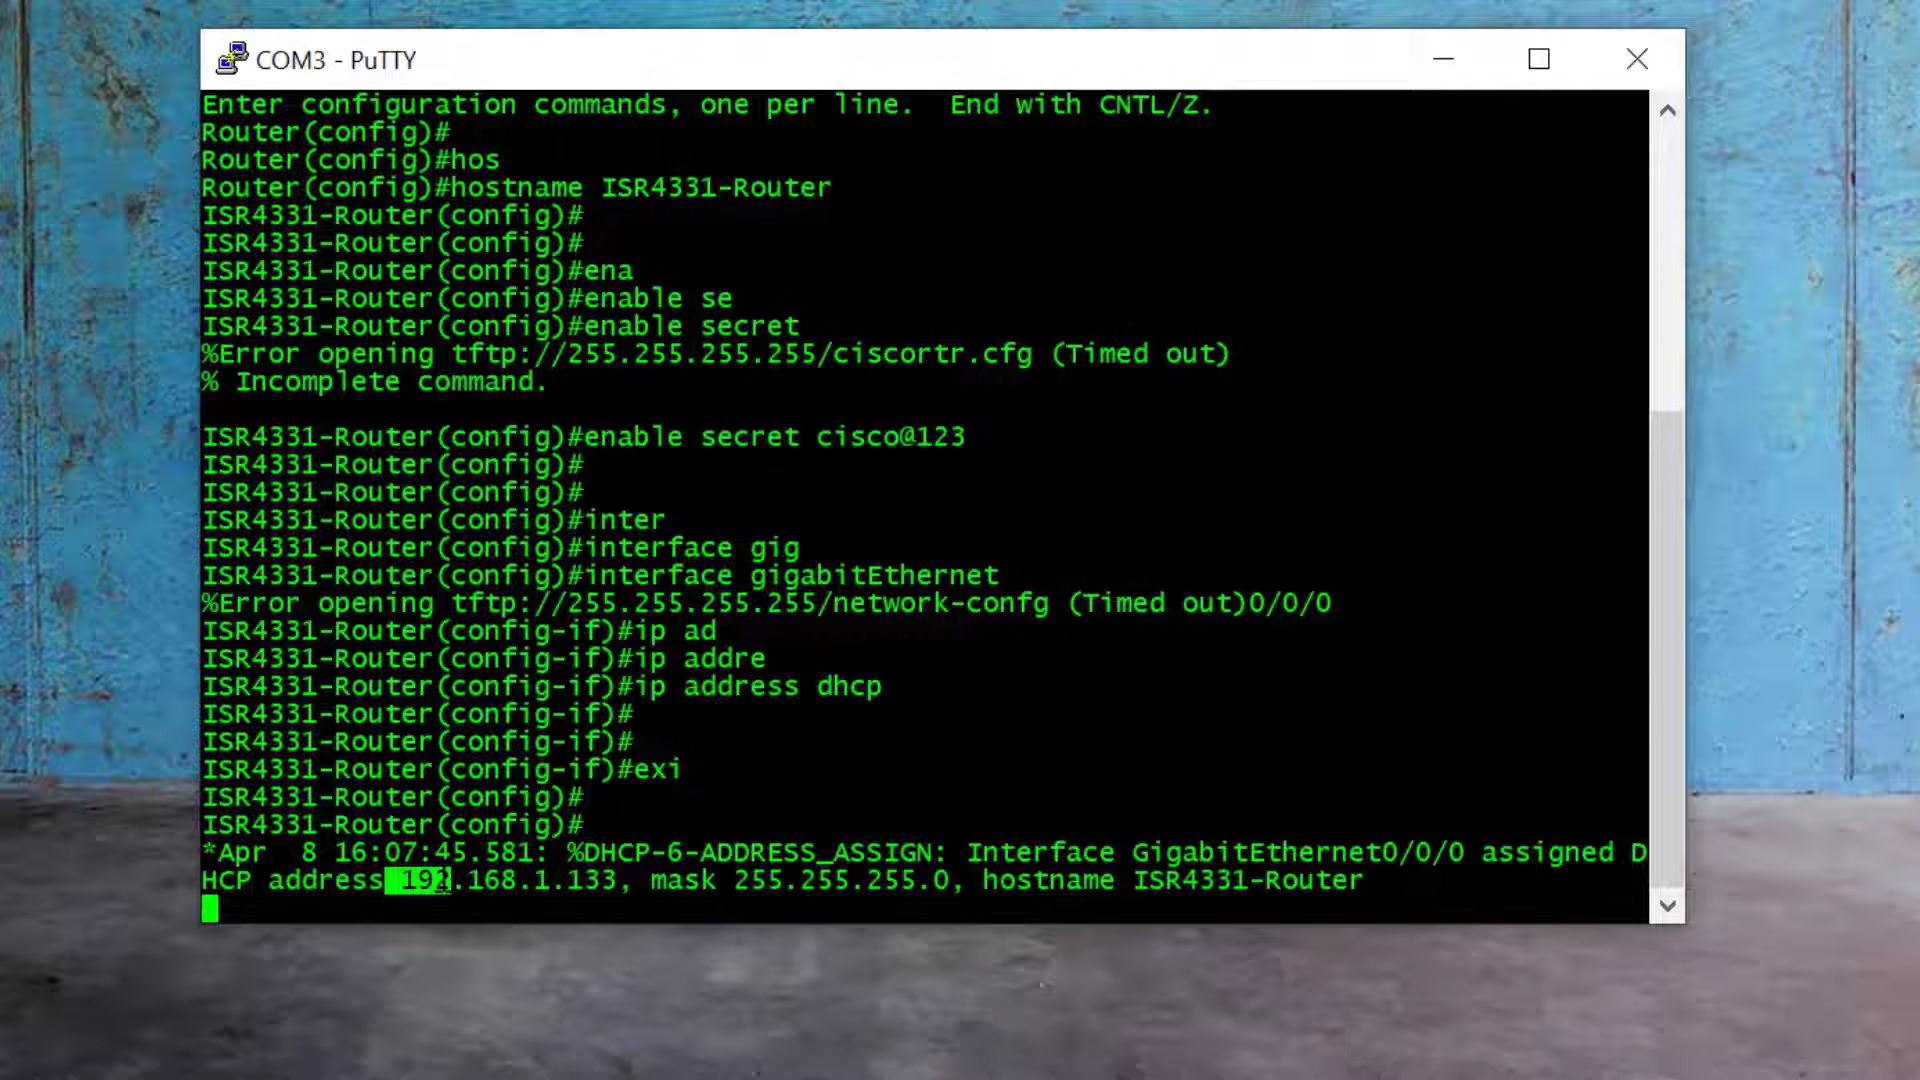 COM3 - PuTTY
Enter configuration commands, one per line.  End with CNTL/Z.
Router(config)#
Router(config)#hos
Router(config)#hostname ISR4331-Router
ISR4331-Router(config)#
ISR4331-Router(config)#
ISR4331-Router(config)#ena
ISR4331-Router(config)#enable se
ISR4331-Router(config)#enable secret
%Error opening tftp://255.255.255.255/ciscortr.cfg (Timed out)
% Incomplete command.
ISR4331-Router(config)#enable secret cisco@123
ISR4331-Router(config)#
ISR4331-Router(config)#
ISR4331-Router(config)#inter
ISR4331-Router(config)#interface gig
ISR4331-Router(config)#interface gigabitEthernet
%Error opening tftp://255.255.255.255/network-confg (Timed out)0/0/0
ISR4331-Router(config-if)#ip ad
ISR4331-Router(config-if)#ip addre
ISR4331-Router(config-if)#ip address dhcp
ISR4331-Router(config-if)#
ISR4331-Router(config-if)#
ISR4331-Router(config-if)#exi
ISR4331-Router(config)#
ISR4331-Router(config)#
*Apr  8 16:07:45.581: %DHCP-6-ADDRESS_ASSIGN: Interface GigabitEthernet0/0/0 assigned D
HCP address 192.168.1.133, mask 255.255.255.0, hostname ISR4331-Router